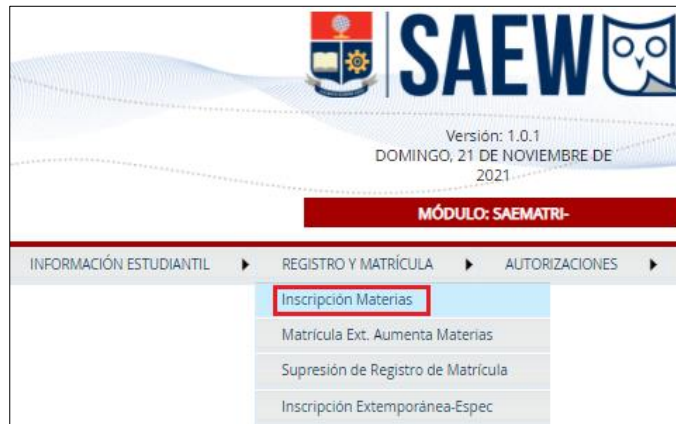 SAEW
Versión: 1.0.1
DOMINGO, 21 DE NOVIEMBRE DE
2021
MÓDULO: SAEMATRI-
INFORMACIÓN ESTUDIANTIL REGISTRO Y MATRÍCULA AUTORIZACIONES
Inscripción Materias
Matrícula Ext. Aumenta Materias
Supresión de Registro de Matrícula
Inscripción Extemporánea-Espec